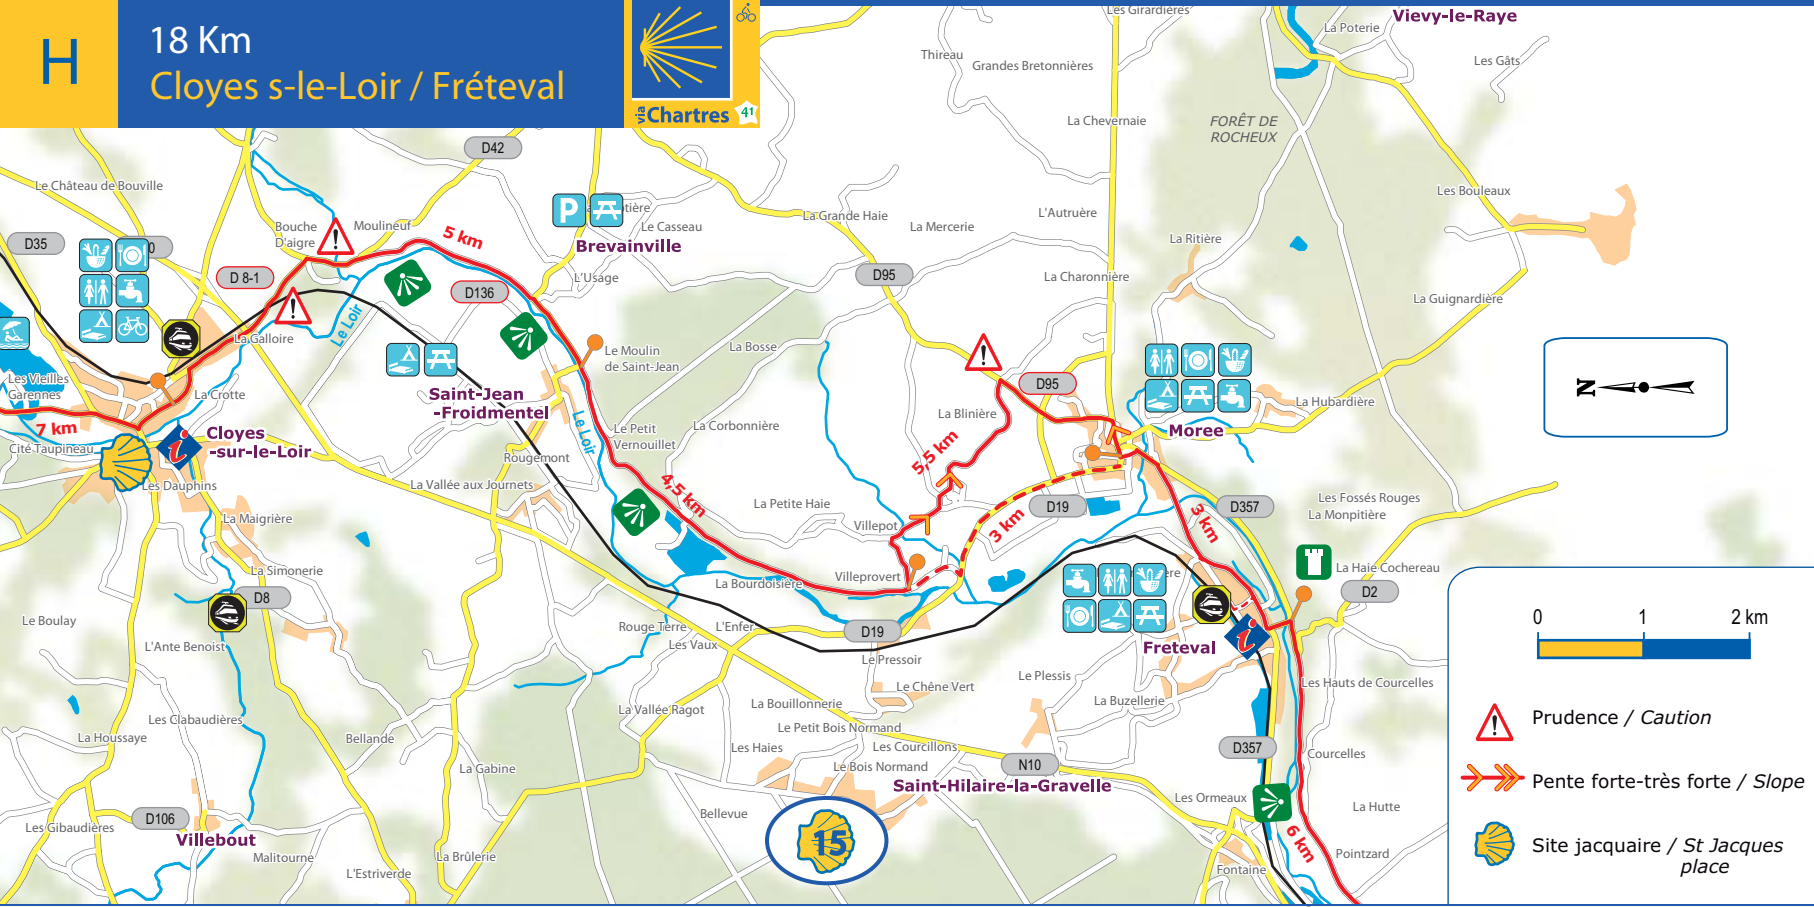 H
18 Km
Cloyes s-le-Loir / Fréteval
via Chartres 41
Les Girardières
Vievy-le-Raye
La Poterie
Thireau
Grandes Bretonnières
Les Gâts
La Chevernaie
FORÊT DE
ROCHEUX
D42
Le Château de Bouville
Les Bouleaux
P
Le Casseau
La Grande Haie
L'Autruère
Bouche
D'aigre
Moulineuf
La Mercerie
D35
5 km
Brevainville
La Ritière
D 8-1
D136
L'Usage
D95
La Charonnière
La Guignardière
Le Loir
La Galloire
Le Moulin
de Saint-Jean
La Bosse
Les Vieilles
Garennes
La Crotte
Saint-Jean
-Froidmentel
D95
La Hubardière
N
7 km
Cloyes
-sur-le-Loir
Le Loir
Le Petit
Vernouillet
La Corbonnière
La Blinière
Moree
Cité Taupineau
i
Rougemont
5,5 km
Les Dauphins
La Vallée aux Journets
4,5 km
La Petite Haie
D19
D357
Les Fossés Rouges
La Monpitière
La Maigrière
Villepot
3 km
3 km
La Simonerie
La Bourdoisière
Villeprovert
La Haie Cochereau
D8
D2
Le Boulay
Rouge Terre
L'Enfer
D19
0 1 2 km
L'Ante Benoist
Les Vaux
Le Pressoir
Freteval
i
Le Chêne Vert
Le Plessis
Les Hauts de Courcelles
La Vallée Ragot
La Bouillonnerie
La Buzellerie
Les Clabaudières
Le Petit Bois Normand
Prudence / Caution
La Houssaye
Bellande
Les Haies
Les Courcillons
D357
Courcelles
La Gabine
Le Bois Normand
N10
Pente forte-très forte / Slope
Saint-Hilaire-la-Gravelle
Les Ormeaux
La Hutte
Bellevue
D106
Les Gibaudières
Villebout
15
6 km
Site jacquaire / St Jacques
place
Malitourne
La Brûlerie
Pointzard
L'Estriverde
Fontaine